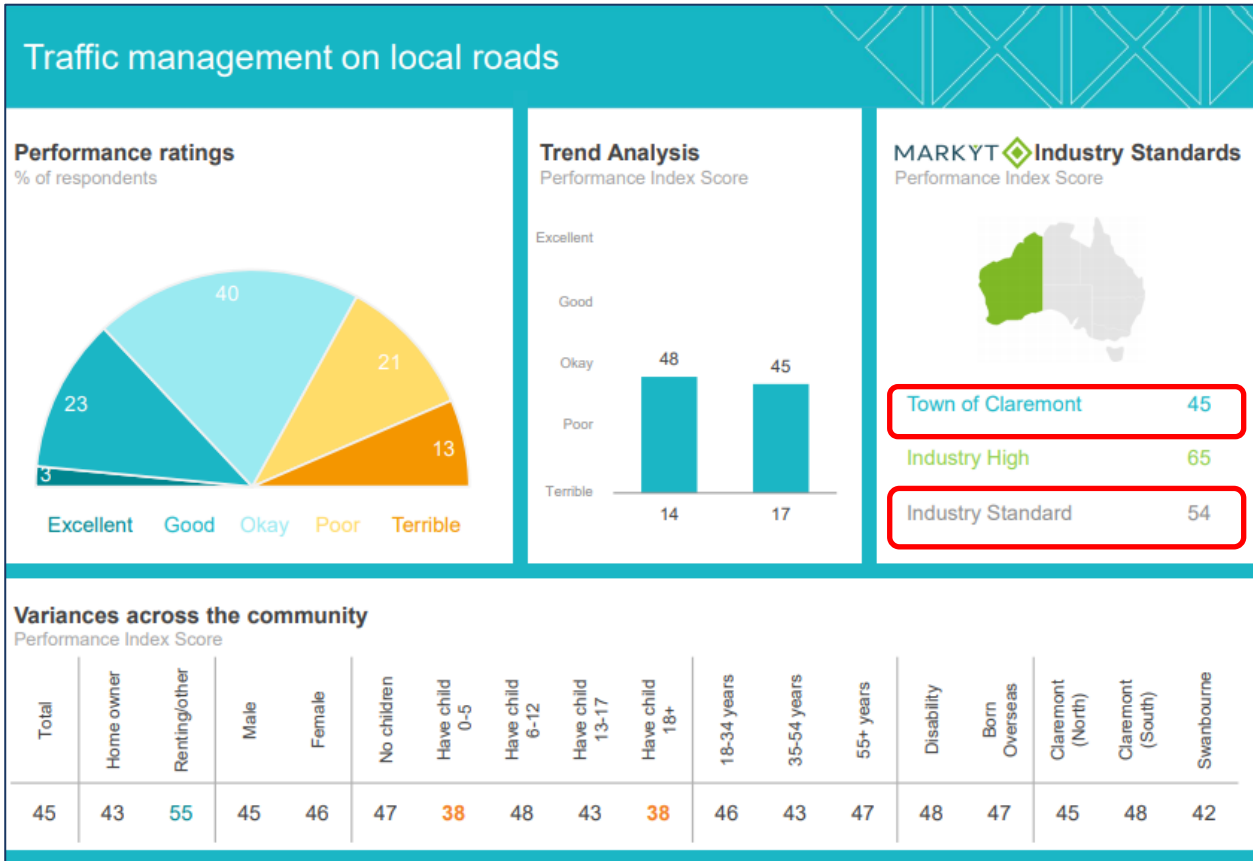 Traffic management on local roads
Performance ratings
% of respondents
3
23
40
21
13
Excellent Good Okay Poor Terrible
Trend Analysis
Performance Index Score
Excellent
Good
Okay
Poor
Terrible
48 45
14 17
MARKYT Industry Standards
Performance Index Score
Town of Claremont 45
Industry High 65
Industry Standard 54
Variances across the community
Performance Index Score
Total
Home owner
Renting/other
Male
Female
No children
Have child
0-5
Have child
6-12
Have child
13-17
Have child
18+
18-34 years
35-54 years
55+ years
Disability
Born
Overseas
Claremont
(North)
Claremont
(South)
Swanbourne
45 43 55 45 46 47 38 48 43 38 46 43 47 48 47 45 48 42